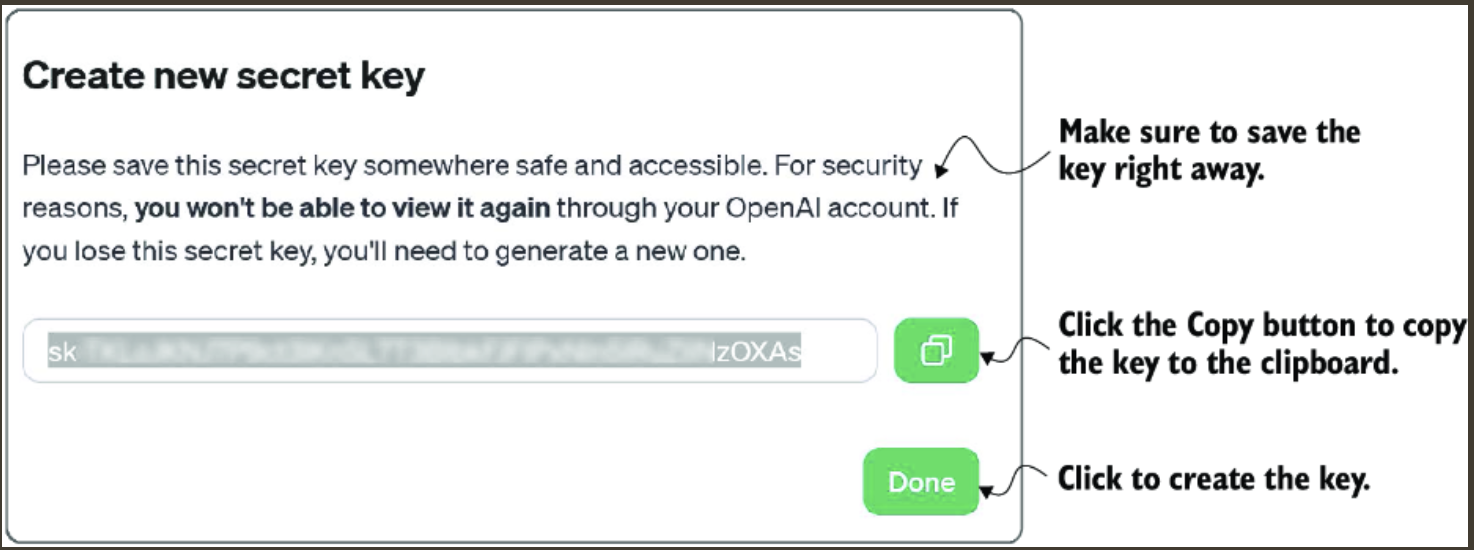 Create new secret key
Please save this secret key somewhere safe and accessible. For security
reasons, you won't be able to view it again through your OpenAI account. If
you lose this secret key, you'll need to generate a new one.
sk lzOXAs
Done
Make sure to save the
key right away.
Click the Copy button to copy
the key to the clipboard.
Click to create the key.